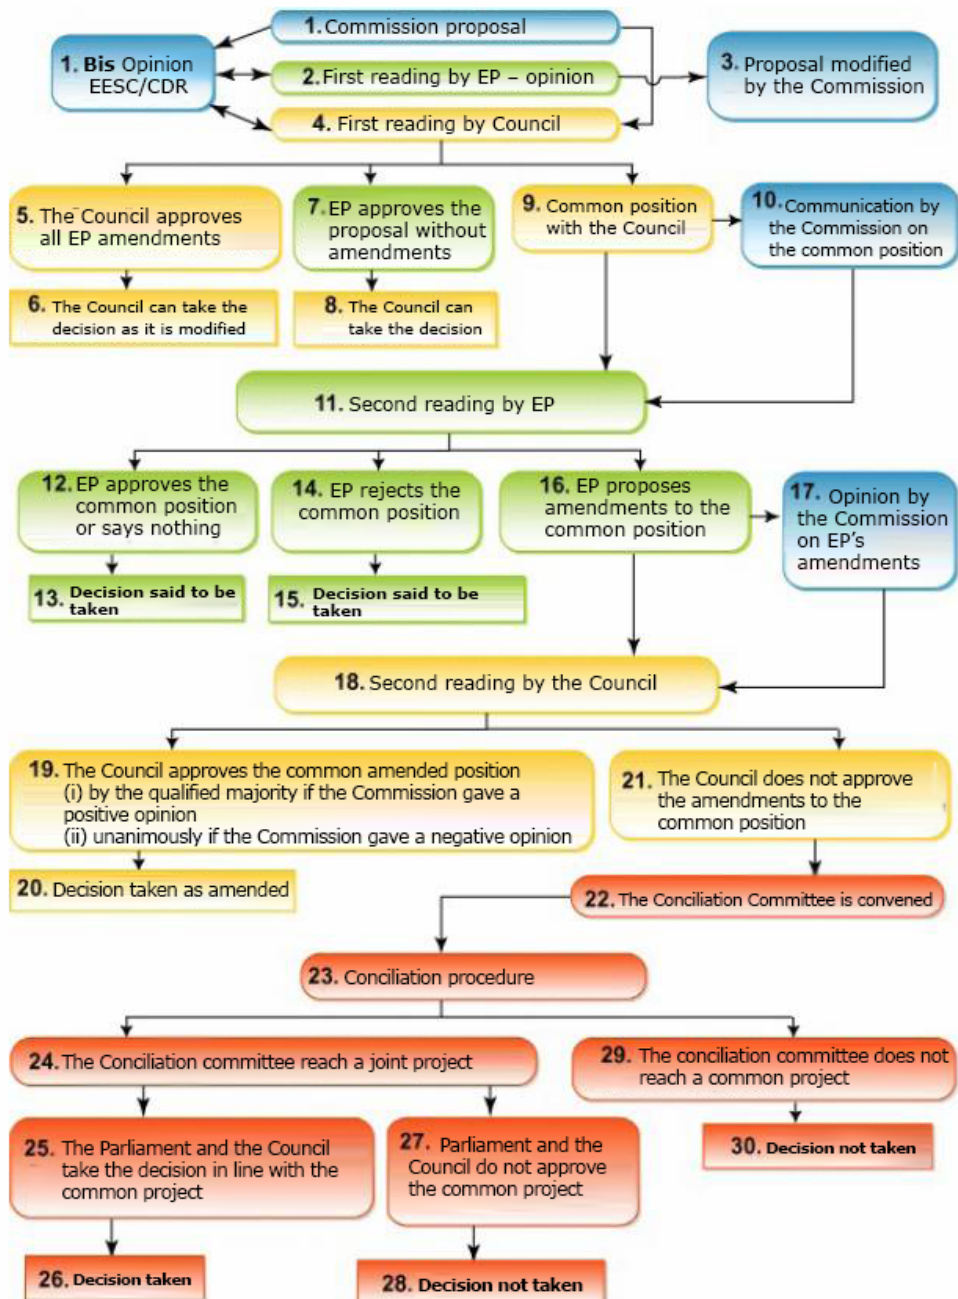 1. Commission proposal
1. Bis Opinion
EESC/CDR
2. First reading by EP – opinion
3. Proposal modified
by the Commission
4. First reading by Council
5. The Council approves
all EP amendments
7. EP approves the
proposal without
amendments
9. Common position
with the Council
10. Communication by
the Commission on
the common position
6. The Council can take the
decision as it is modified
8. The Council can
take the decision
11. Second reading by EP
12. EP approves the
common position
or says nothing
14. EP rejects the
common position
16. EP proposes
amendments to the
common position
17. Opinion by
the Commission
on EP's
amendments
13. Decision said to be
taken
15. Decision said to be
taken
18. Second reading by the Council
19. The Council approves the common amended position
(i) by the qualified majority if the Commission gave a
positive opinion
(ii) unanimously if the Commission gave a negative opinion
21. The Council does not approve
the amendments to the
common position
20. Decision taken as amended
22. The Conciliation Committee is convened
23. Conciliation procedure
24. The Conciliation committee reach a joint project
29. The conciliation committee does not
reach a common project
25. The Parliament and the Council
take the decision in line with the
common project
27. Parliament and the
Council do not approve
the common project
30. Decision not taken
26. Decision taken
28. Decision not taken